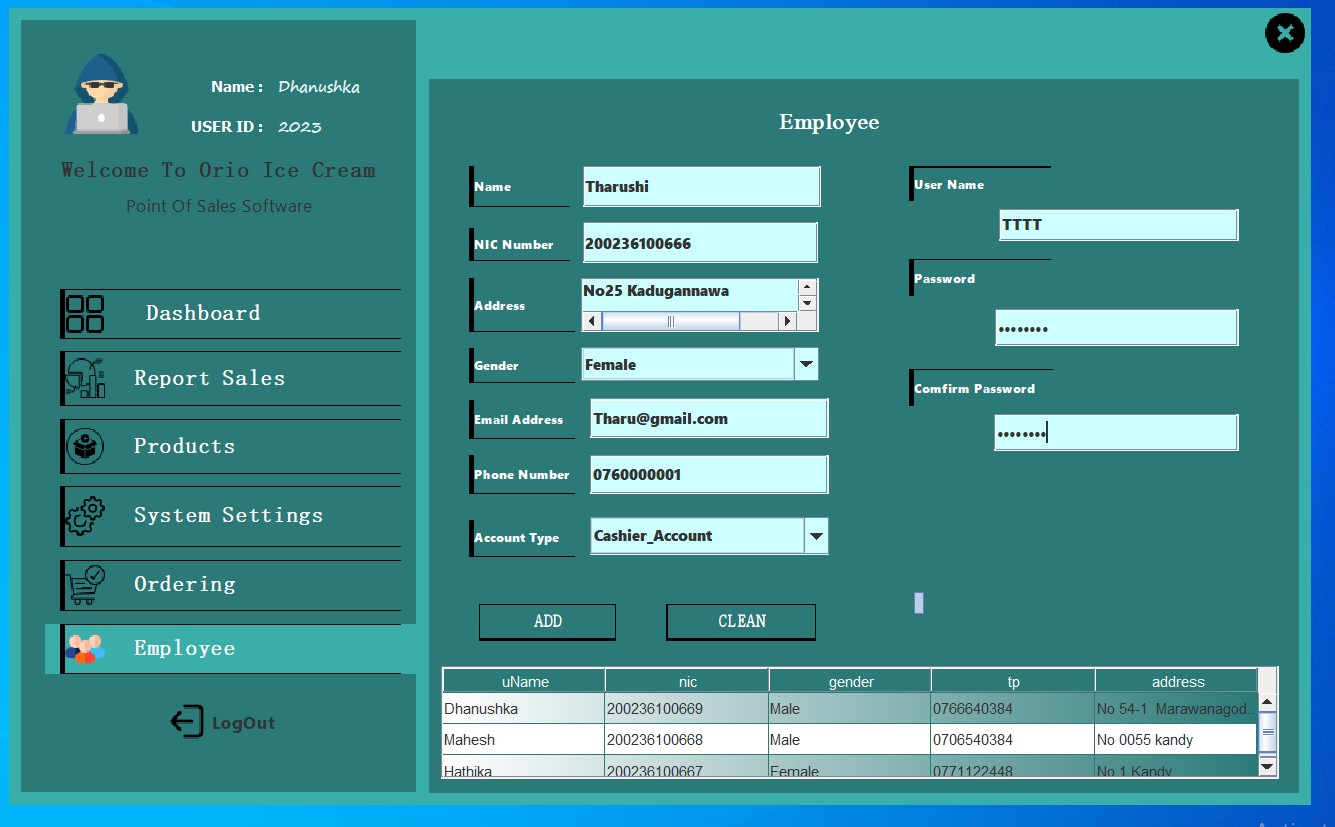 Name : Dhanushka
USER ID : 2023
Welcome To Orio Ice Cream
Point Of Sales Software
Dashboard
Report Sales
Products
System Settings
Ordering
Employee
LogOut
Employee
Name Tharushi
NIC Number 200236100666
Address No25 Kadugannawa
Gender Female
Email Address Tharu@gmail.com
Phone Number 0760000001
Account Type Cashier_Account
User Name
TTTT
Password
••••••••
Comfirm Password
••••••••
ADD CLEAN
uName nic gender tp address
Dhanushka 200236100669 Male 0766640384 No 54-1 Marawanagod...
Mahesh 200236100668 Male 0706540384 No 0055 kandy
Hathika 200236100667 Female 0771122448 No 1 Kandy